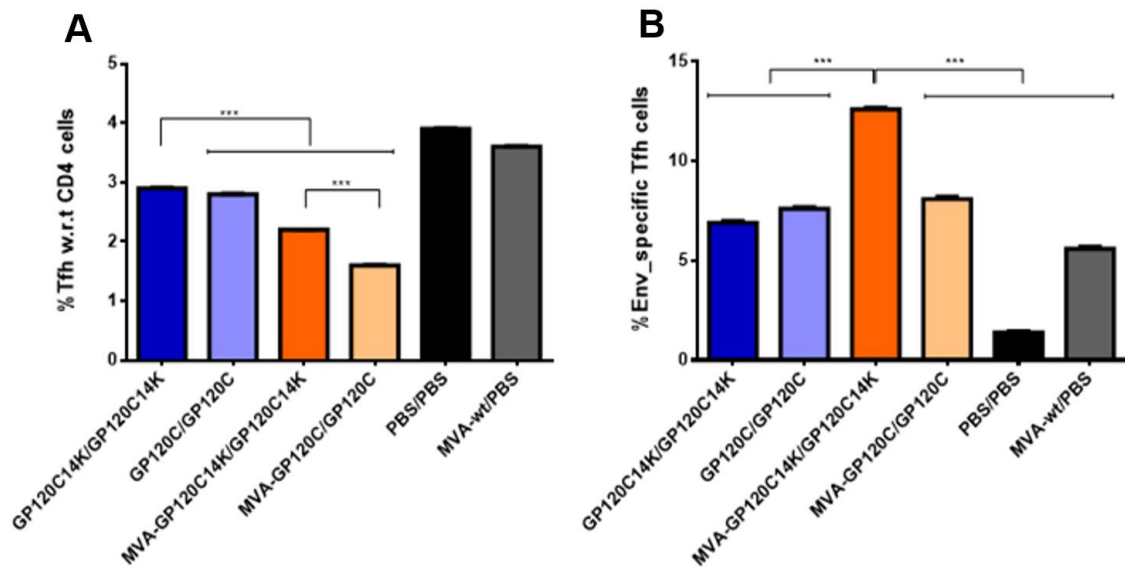 A
% Tfh w.r.t CD4 cells
5
4
3
2
1
0
***
***
GP120C14K/GP120C14K
GP120C/GP120C
MVA-GP120C14K/GP120C14K
MVA-GP120C/GP120C
PBS/PBS
MVA-wt/PBS
B
% Env_specific Tfh cells
15
10
5
0
***
***
GP120C14K/GP120C14K
GP120C/GP120C
MVA-GP120C14K/GP120C14K
MVA-GP120C/GP120C
PBS/PBS
MVA-wt/PBS